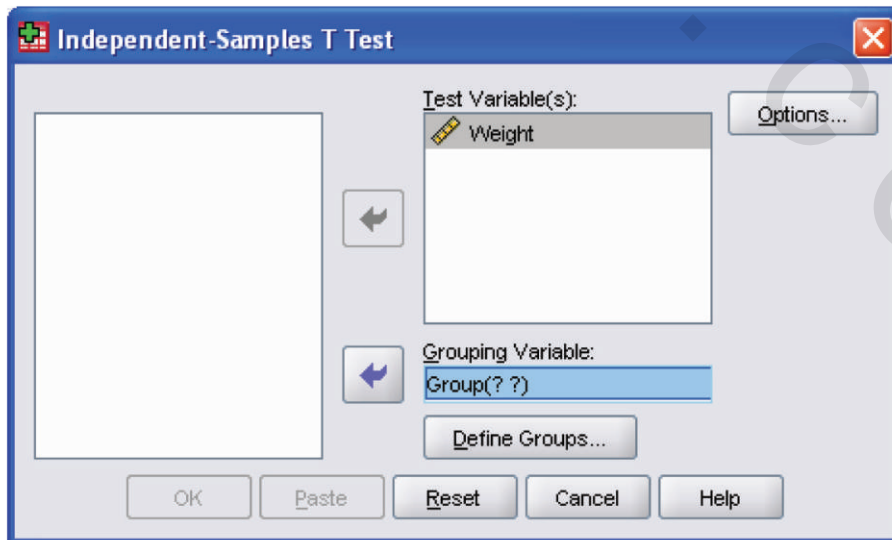 Independent-Samples T Test
Test Variable(s):
Weight
Options...
Grouping Variable:
Group(? ?)
Define Groups...
OK
Paste
Reset
Cancel
Help